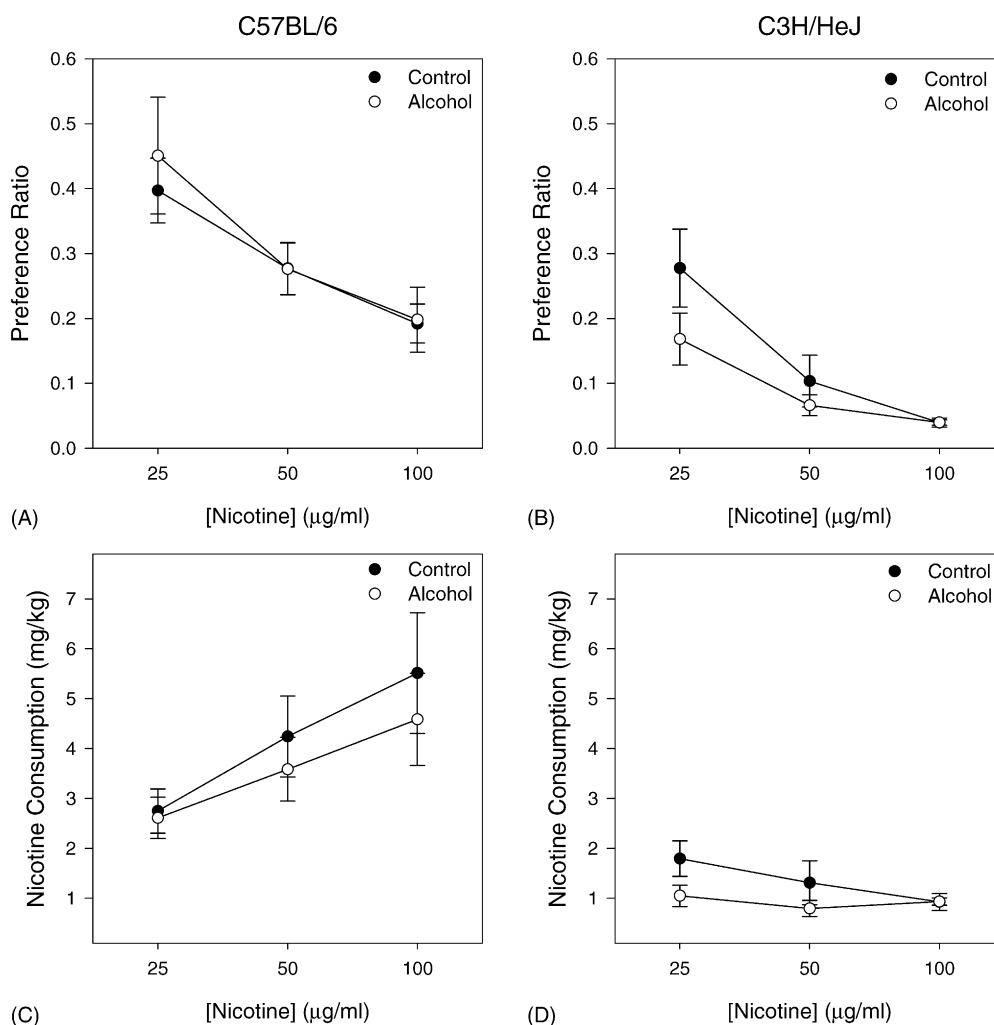 C57BL/6
C3H/HeJ
0.6
0.5
0.4
0.3
0.2
0.1
0.0
Preference Ratio
Control
Alcohol
25 50 100
[Nicotine] (μg/ml)
(A)
0.6
0.5
0.4
0.3
0.2
0.1
0.0
Preference Ratio
Control
Alcohol
25 50 100
[Nicotine] (μg/ml)
(B)
7
6
5
4
3
2
1
Nicotine Consumption (mg/kg)
Control
Alcohol
25 50 100
[Nicotine] (μg/ml)
(C)
7
6
5
4
3
2
1
Nicotine Consumption (mg/kg)
Control
Alcohol
25 50 100
[Nicotine] (μg/ml)
(D)